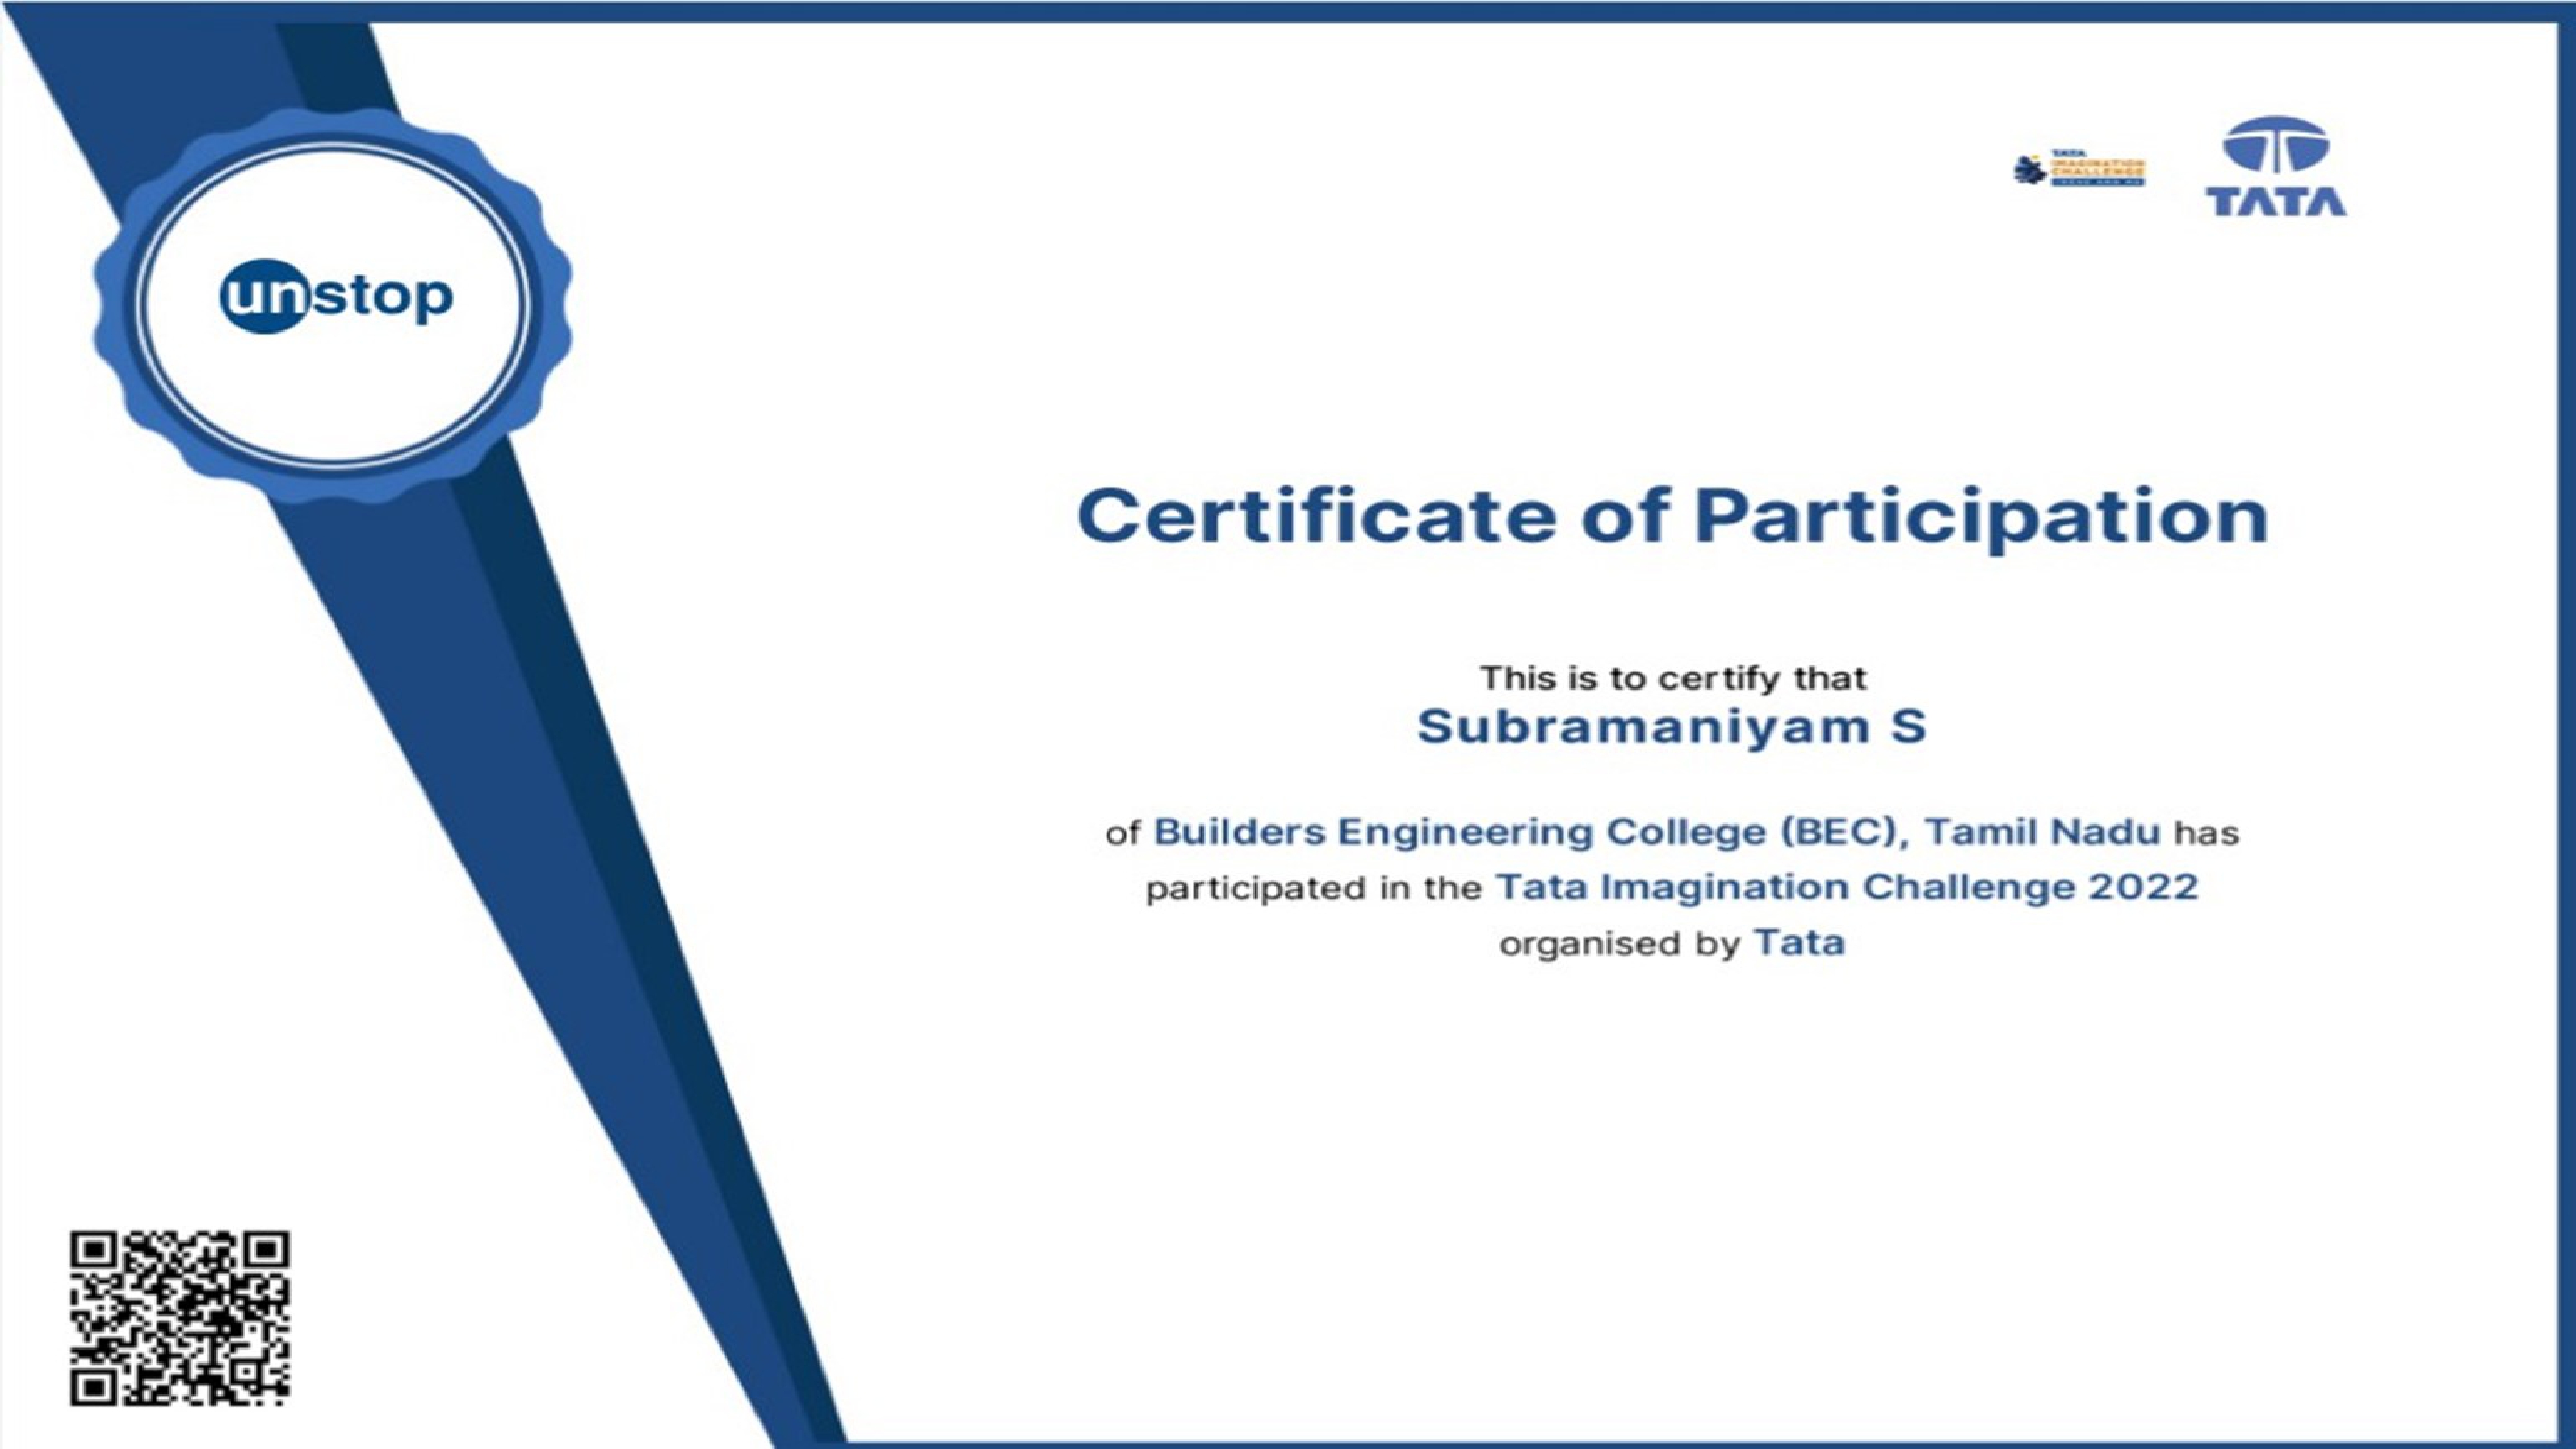 unstop
TATA
IMAGINATION
CHALLENGE
TATA
Certificate of Participation
This is to certify that
Subramaniyam S
of Builders Engineering College (BEC), Tamil Nadu has
participated in the Tata Imagination Challenge 2022
organised by Tata